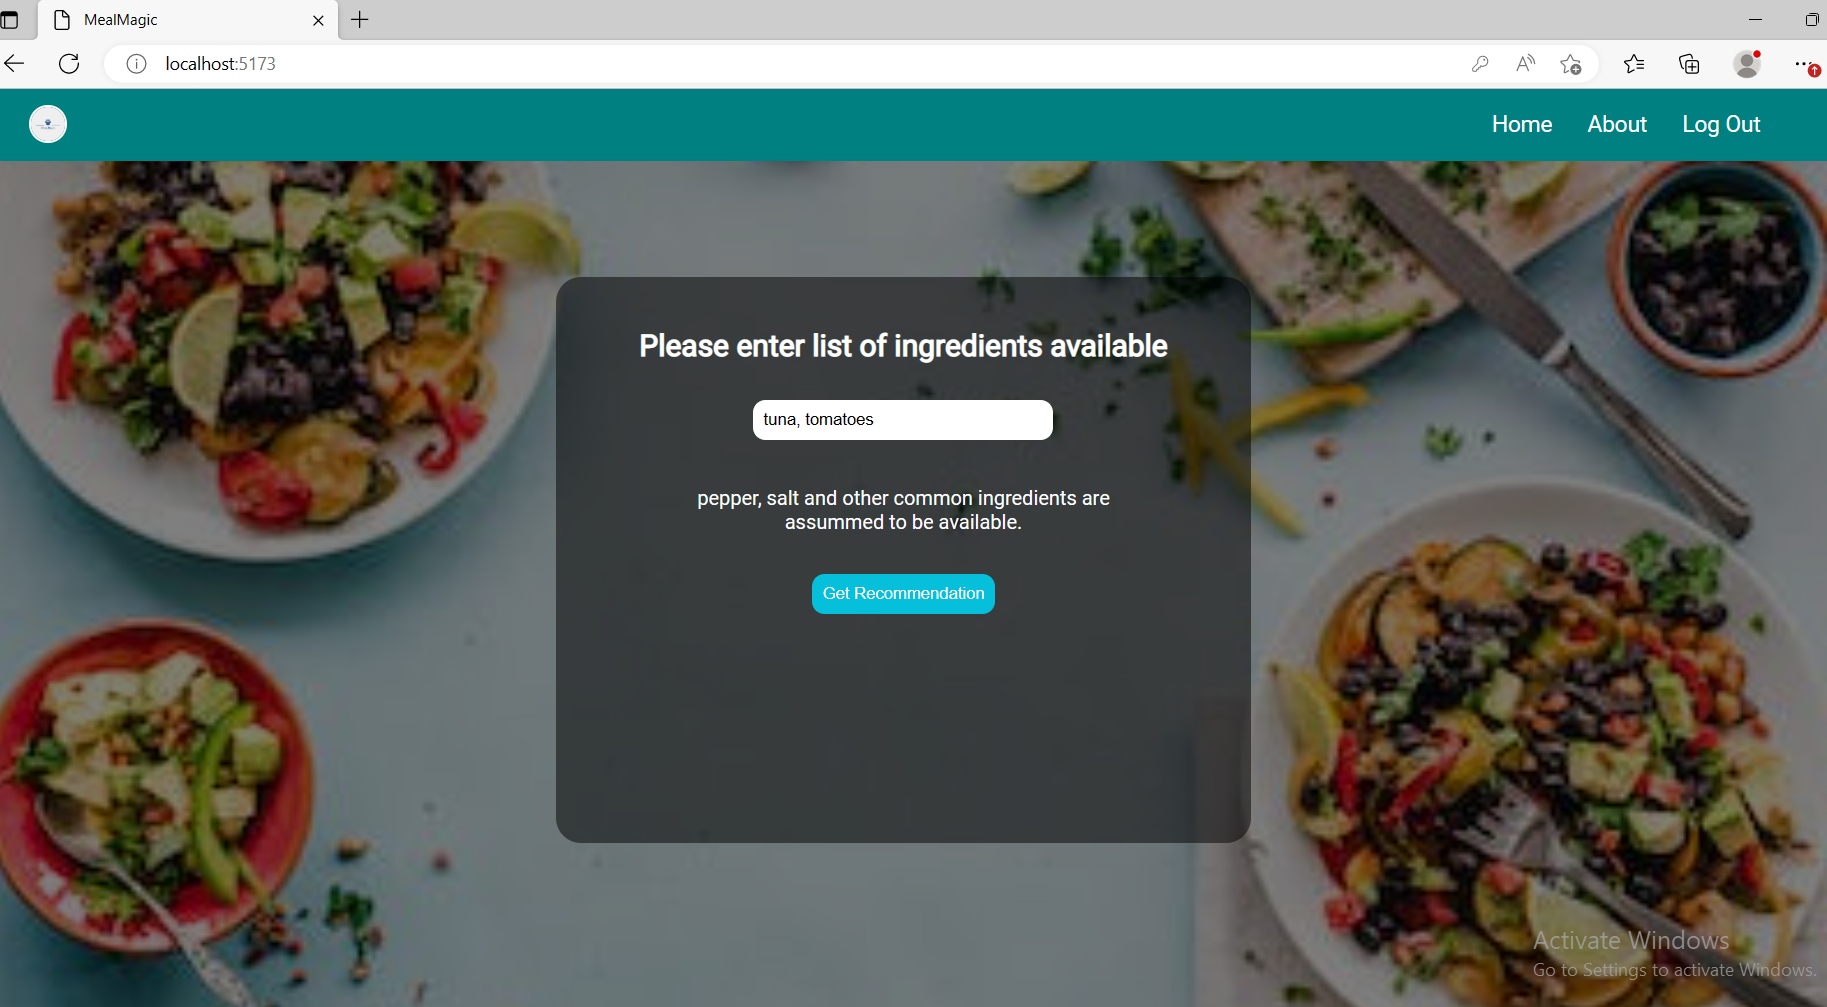 MealMagic
localhost:5173
Home About Log Out
Please enter list of ingredients available
tuna, tomatoes
pepper, salt and other common ingredients are
assummed to be available.
Get Recommendation
Activate Windows
Go to Settings to activate Windows.